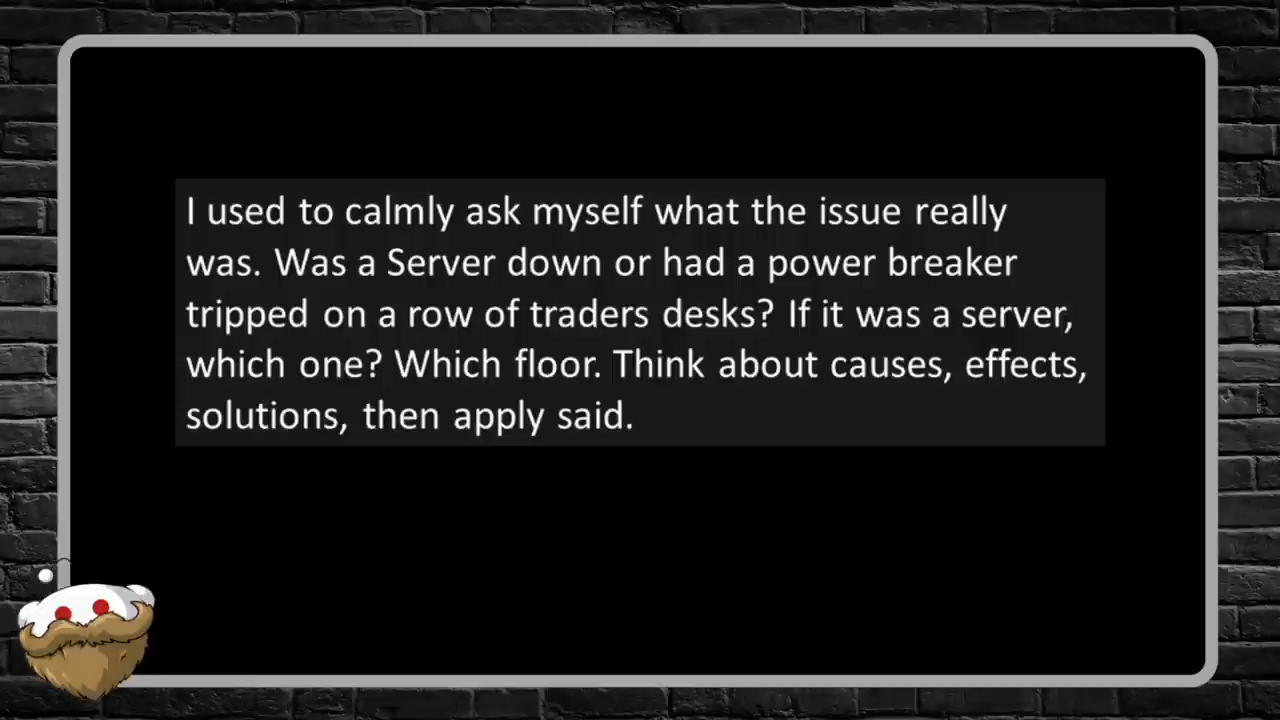 I used to calmly ask myself what the issue really
was. Was a Server down or had a power breaker
tripped on a row of traders desks? If it was a server,
which one? Which floor. Think about causes, effects,
solutions, then apply said.